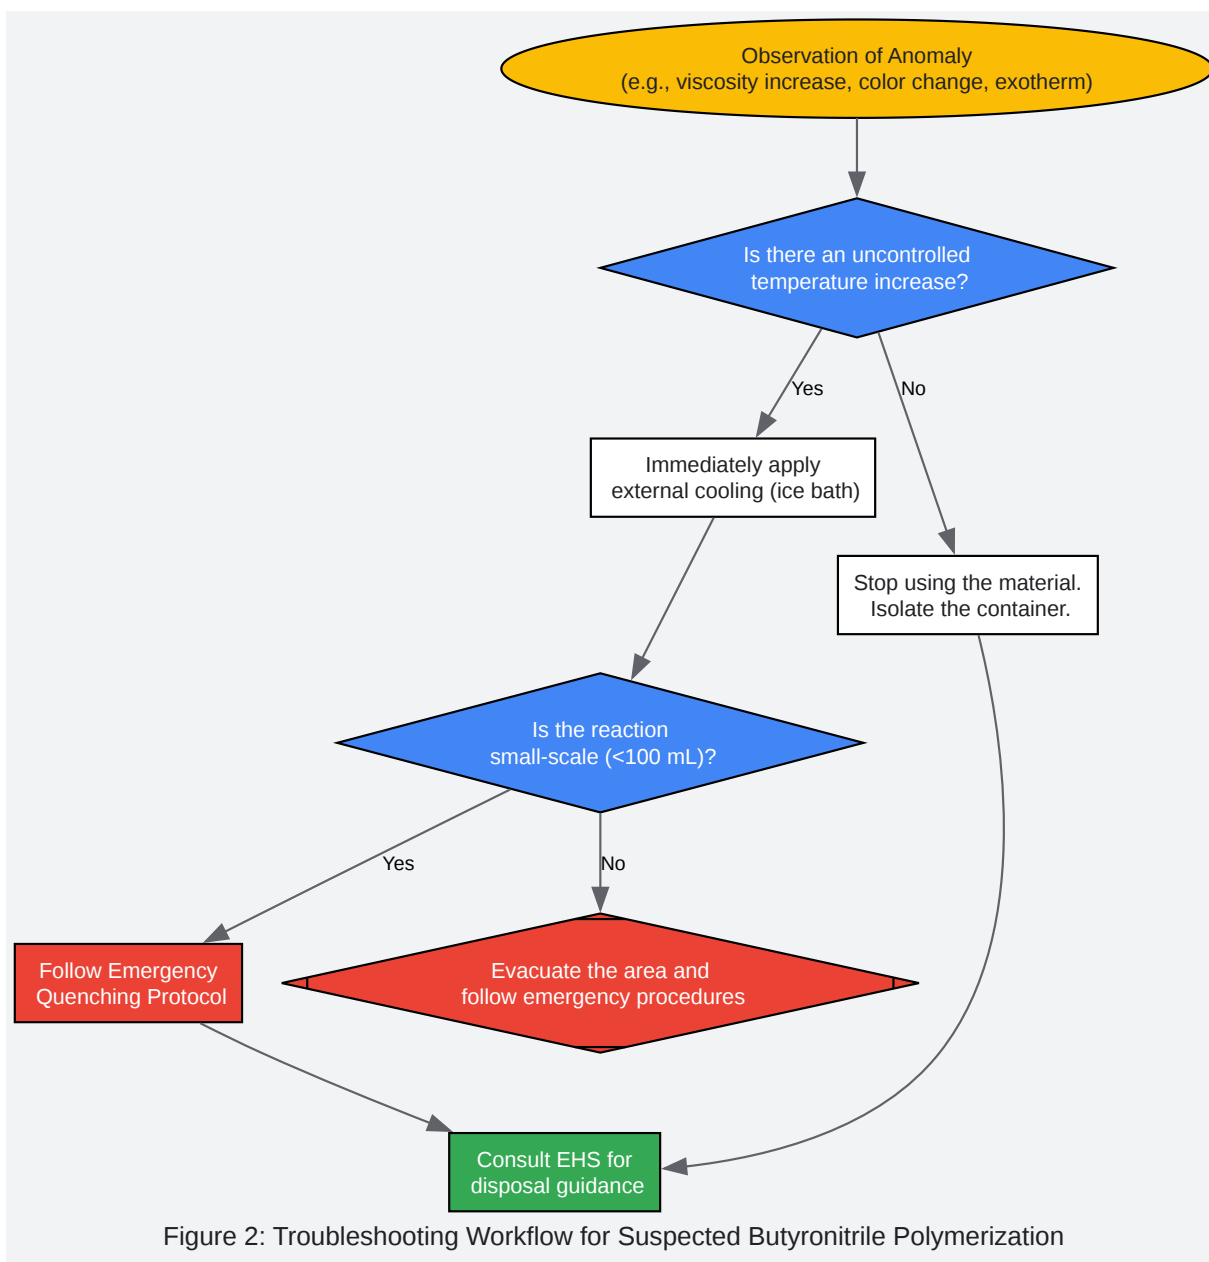 Observation of Anomaly
(e.g., viscosity increase, color change, exotherm)
Is there an uncontrolled
temperature increase?
Yes
No
Immediately apply
external cooling (ice bath)
Stop using the material.
Isolate the container.
Is the reaction
small-scale (<100 mL)?
Yes
No
Follow Emergency
Quenching Protocol
Evacuate the area and
follow emergency procedures
Consult EHS for
disposal guidance
Figure 2: Troubleshooting Workflow for Suspected Butyronitrile Polymerization